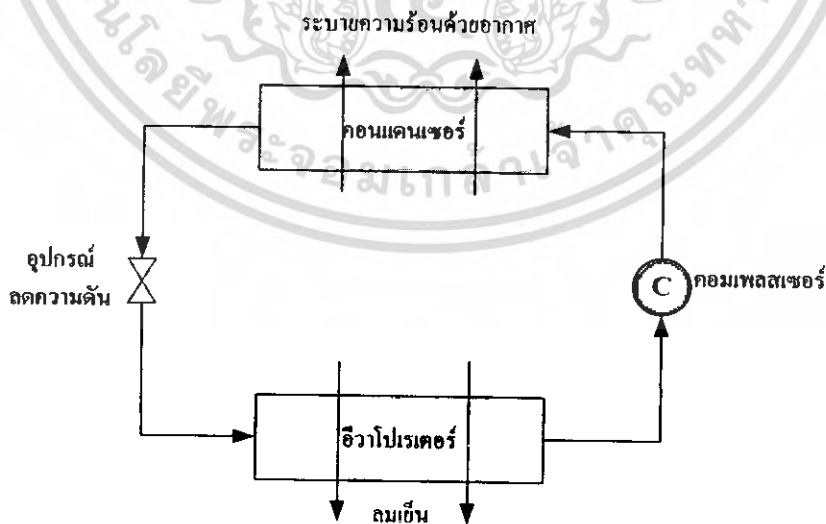 ระบายความร้อนด้วยอากาศ
คอนแดนเซอร์
อุปกรณ์
ลดความดัน
C
คอมเพลสเซอร์
อีวาโปเรเตอร์
ลมเย็น